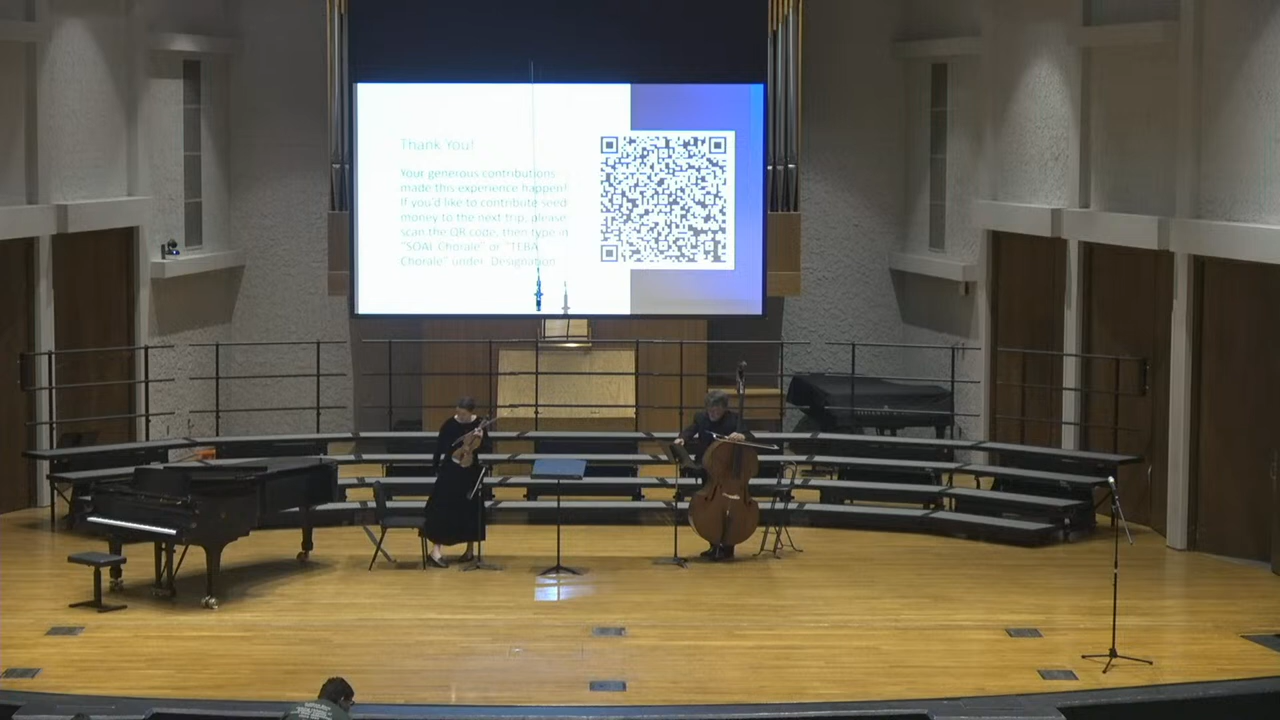 Thank You!
Your generous contributions
made this experience happen!
If you'd like to contribute seed
money to the next trip, please
scan the QR code, then type in
"SOAL Chorale" or "TEBA
Chorale" under Designation